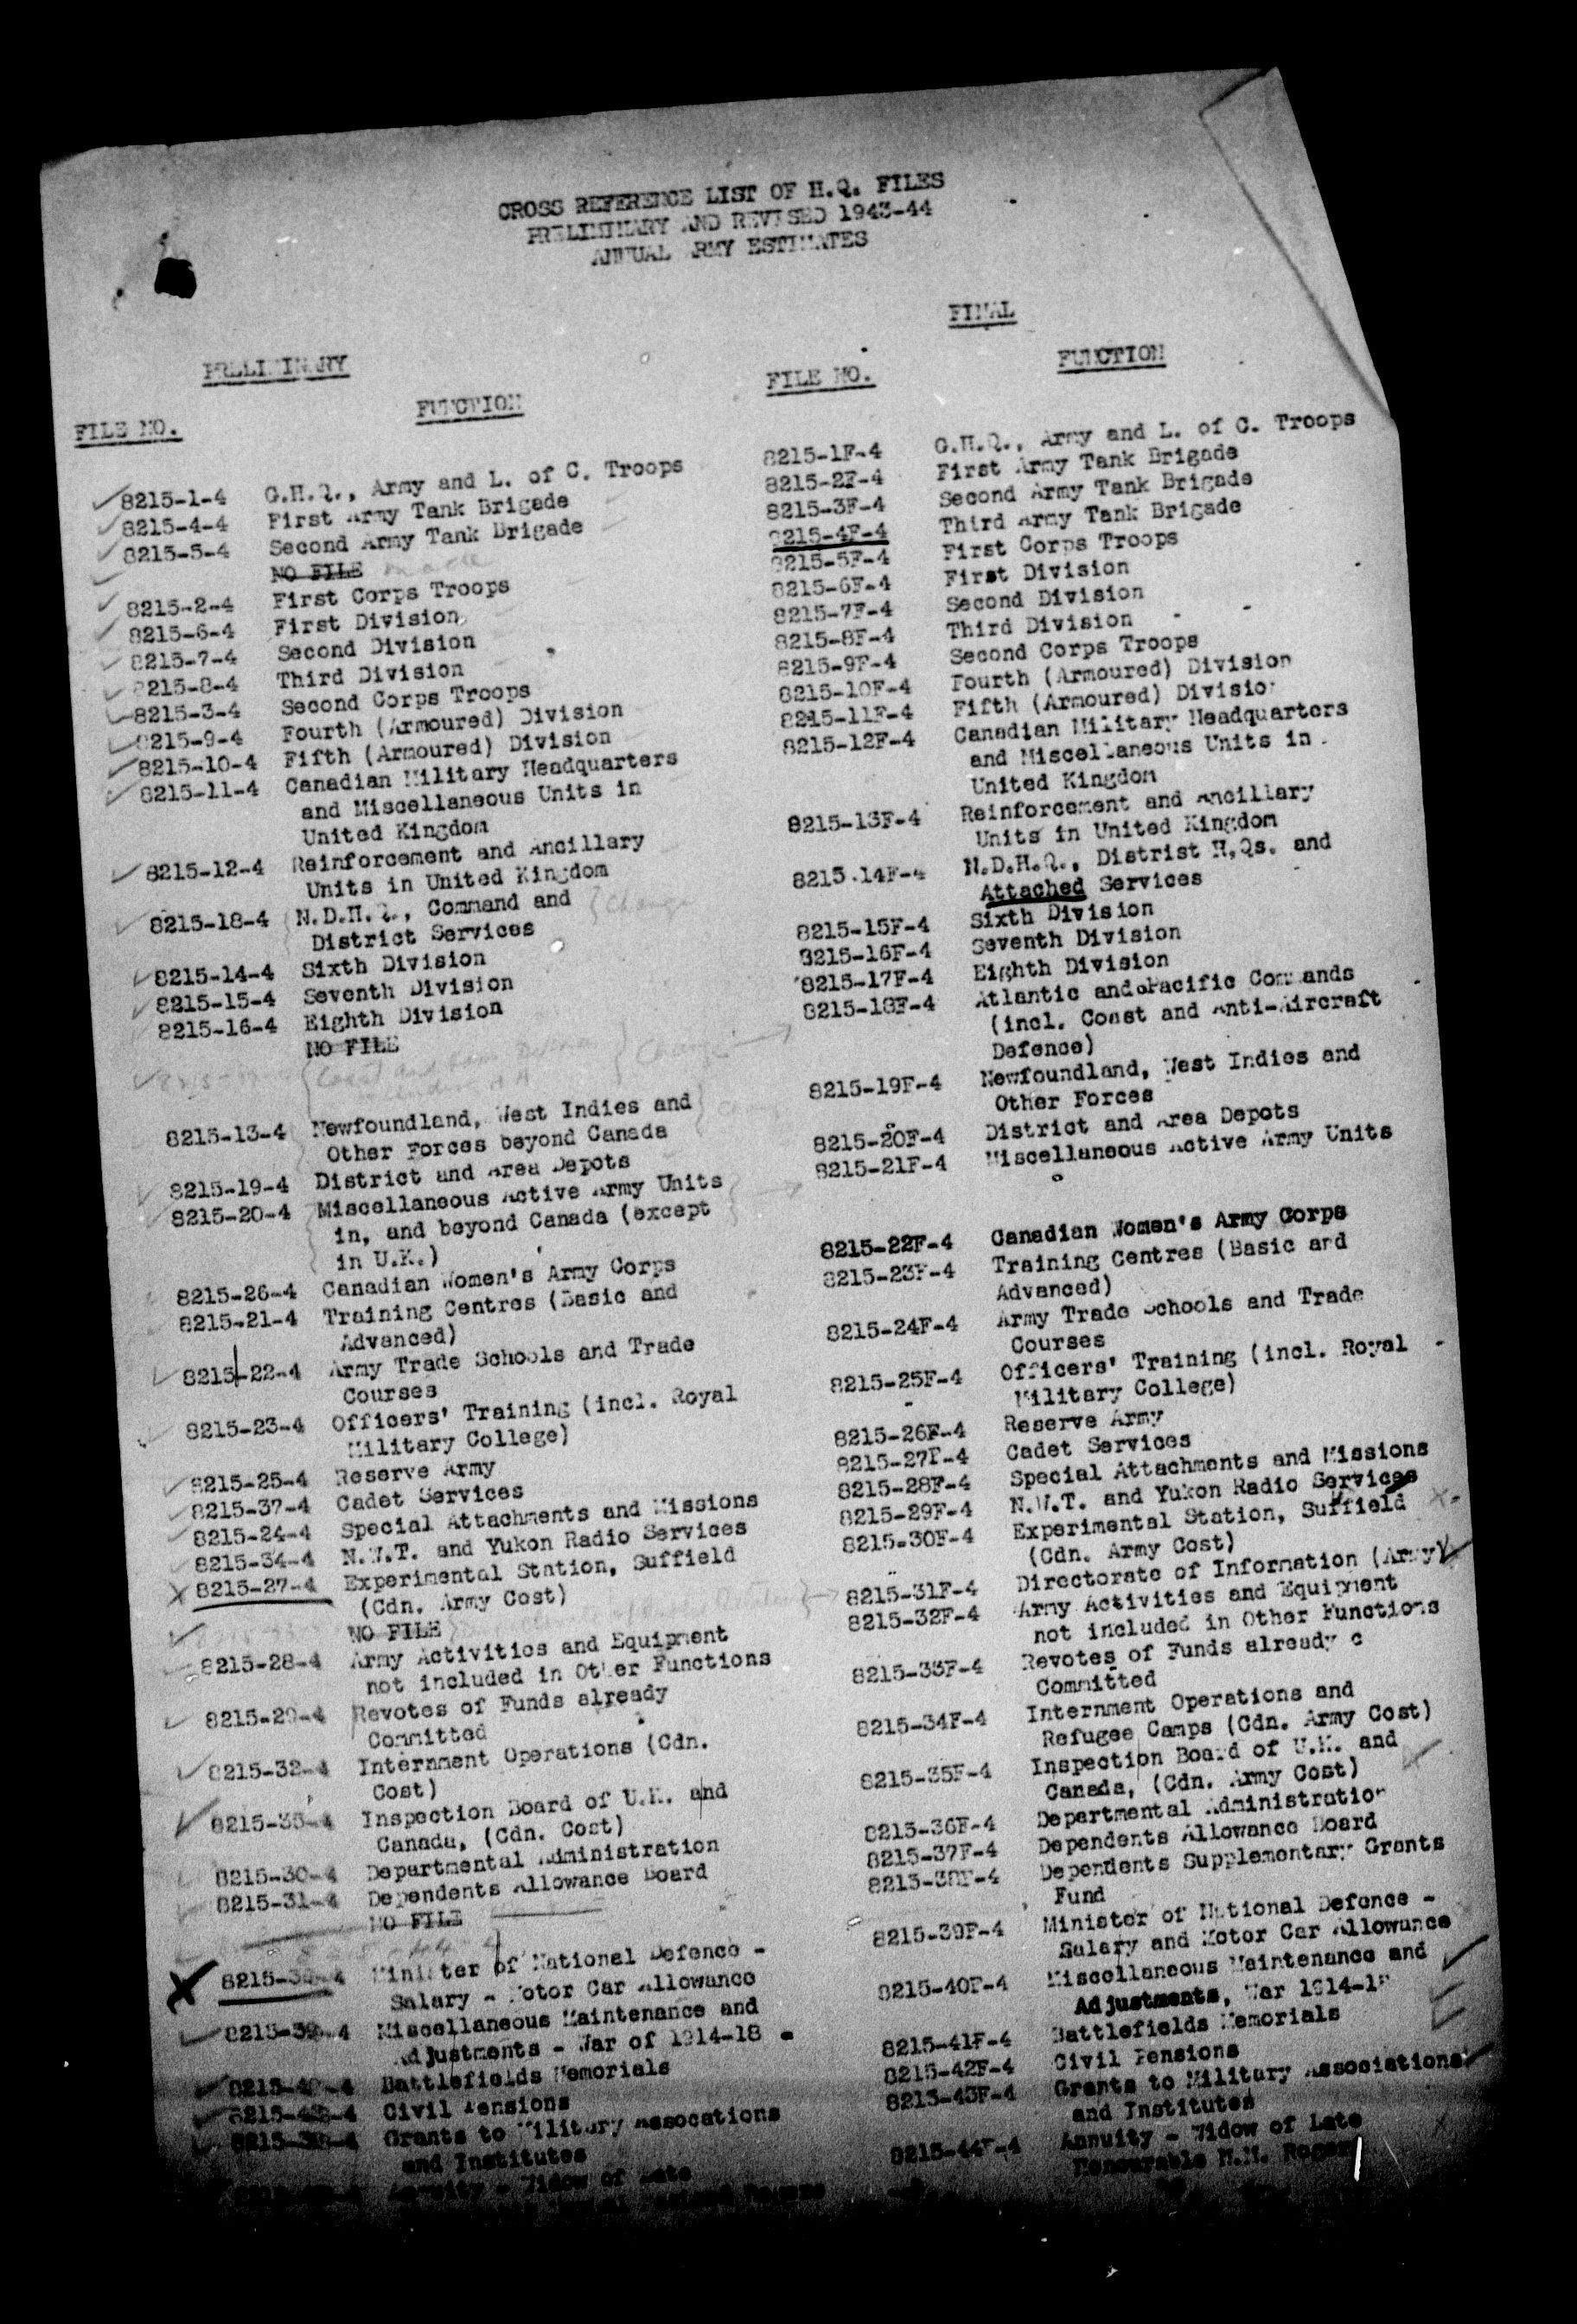 CROSS REFERENCE LIST OF H.Q. FILES
PRELIMINARY AND REVISED 1943-44
ANNUAL ARMY ESTIMATES
PRELIMINARY
FILE NO.
FUNCTION
8215-1-4 G.H.Q., Army and L. of C. Troops
8215-4-4 First Army Tank Brigade
8215-5-4 Second Army Tank Brigade
NO FILE made
8215-2-4 First Corps Troops
8215-6-4 First Division
8215-7-4 Second Division
8215-8-4 Third Division
8215-3-4 Second Corps Troops
8215-9-4 Fourth (Armoured) Division
8215-10-4 Fifth (Armoured) Division
8215-11-4 Canadian Military Headquarters
and Miscellaneous Units in
United Kingdom
8215-12-4 Reinforcement and Ancillary
Units in United Kingdom
8215-18-4 N.D.H.Q., Command and
District Services
Change
8215-14-4 Sixth Division
8215-15-4 Seventh Division
8215-16-4 Eighth Division
NO FILE
Change
8215-13-4 Newfoundland, West Indies and
Other Forces beyond Canada
8215-19-4 District and Area Depots
8215-20-4 Miscellaneous Active Army Units
in, and beyond Canada (except
in U.K.)
8215-26-4 Canadian Women's Army Corps
8215-21-4 Training Centres (Basic and
Advanced)
8215-22-4 Army Trade Schools and Trade
Courses
8215-23-4 Officers' Training (incl. Royal
Military College)
8215-25-4 Reserve Army
8215-37-4 Cadet Services
8215-24-4 Special Attachments and Missions
8215-34-4 N.W.T. and Yukon Radio Services
8215-27-4 Experimental Station, Suffield
(Cdn. Army Cost)
NO FILE
8215-28-4 Army Activities and Equipment
not included in Other Functions
8215-29-4 Revotes of Funds already
Committed
8215-32-4 Internment Operations (Cdn.
Cost)
8215-35-4 Inspection Board of U.K. and
Canada, (Cdn. Cost)
8215-30-4 Departmental Administration
8215-31-4 Dependents Allowance Board
NO FILE
Minister of National Defence -
Salary - Motor Car Allowance
Miscellaneous Maintenance and
Adjustments - War of 1914-18 -
Battlefields Memorials
Civil Pensions
Grants to Military Assocations
and Institutes
Annuity - Widow of Late
FINAL
FILE NO.
FUNCTION
8215-1F-4 G.H.Q., Army and L. of C. Troops
8215-2F-4 First Army Tank Brigade
8215-3F-4 Second Army Tank Brigade
8215-4F-4 Third Army Tank Brigade
8215-5F-4 First Corps Troops
8215-6F-4 First Division
8215-7F-4 Second Division
8215-8F-4 Third Division
8215-9F-4 Second Corps Troops
8215-10F-4 Fourth (Armoured) Division
8215-11F-4 Fifth (Armoured) Division
8215-12F-4 Canadian Military Headquarters
and Miscellaneous Units in
United Kingdom
8215-13F-4 Reinforcement and Ancillary
Units in United Kingdom
8215-14F-4 N.D.H.Q., District H,Qs. and
Attached Services
8215-15F-4 Sixth Division
8215-16F-4 Seventh Division
8215-17F-4 Eighth Division
8215-18F-4 Atlantic and Pacific Commands
(incl. Coast and Anti-Aircraft
Defence)
8215-19F-4 Newfoundland, West Indies and
Other Forces
8215-20F-4 District and Area Depots
8215-21F-4 Miscellaneous Active Army Units
8215-22F-4 Canadian Women's Army Corps
8215-23F-4 Training Centres (Basic and
Advanced)
8215-24F-4 Army Trade Schools and Trade
Courses
8215-25F-4 Officers' Training (incl. Royal
Military College)
8215-26F-4 Reserve Army
8215-27F-4 Cadet Services
8215-28F-4 Special Attachments and Missions
8215-29F-4 N.W.T. and Yukon Radio Services
8215-30F-4 Experimental Station, Suffield
(Cdn. Army Cost)
8215-31F-4 Directorate of Information (Army)
8215-32F-4 Army Activities and Equipment
not included in Other Functions
8215-33F-4 Revotes of Funds already c
Committed
8215-34F-4 Internment Operations and
Refugee Camps (Cdn. Army Cost)
8215-35F-4 Inspection Board of U.K. and
Canada, (Cdn. Army Cost)
8215-36F-4 Departmental Administration
8215-37F-4 Dependents Allowance Board
8215-38F-4 Dependents Supplementary Grants
Fund
8215-39F-4 Minister of National Defence -
Salary and Motor Car Allowance
8215-40F-4 Miscellaneous Maintenance and
Adjustments, War 1914-18
8215-41F-4 Battlefields Memorials
8215-42F-4 Civil Pensions
8215-43F-4 Grants to Military Associations
and Institutes
8215-44F-4 Annuity - Widow of Late
Honourable N.M. Rogers